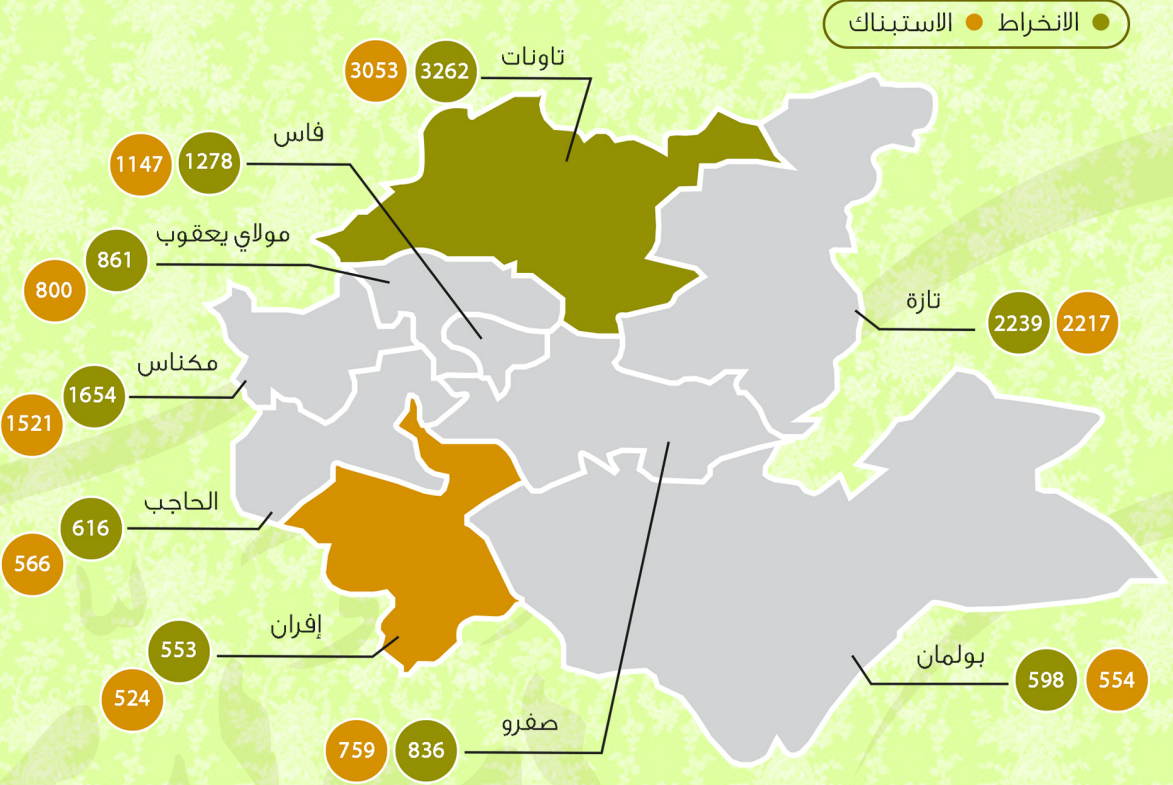 الانخراط الاستبناك
تاونات
3262 3053
فاس
1278 1147
مولاي يعقوب
861
800
تازة
2239 2217
مكناس
1654
1521
الحاجب
616
566
إفران
553
524
بولمان
598 554
صفرو
836 759